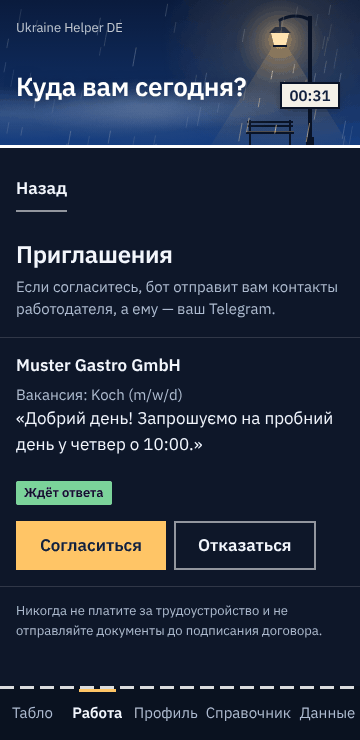 Ukraine Helper DE
Куда вам сегодня?
00:31
Назад
Приглашения
Если согласитесь, бот отправит вам контакты
работодателя, а ему — ваш Telegram.
Muster Gastro GmbH
Вакансия: Koch (m/w/d)
«Добрий день! Запрошуємо на пробний
день у четвер о 10:00.»
Ждёт ответа
Согласиться
Отказаться
Никогда не платите за трудоустройство и не
отправляйте документы до подписания договора.
Табло Работа Профиль Справочник Данные